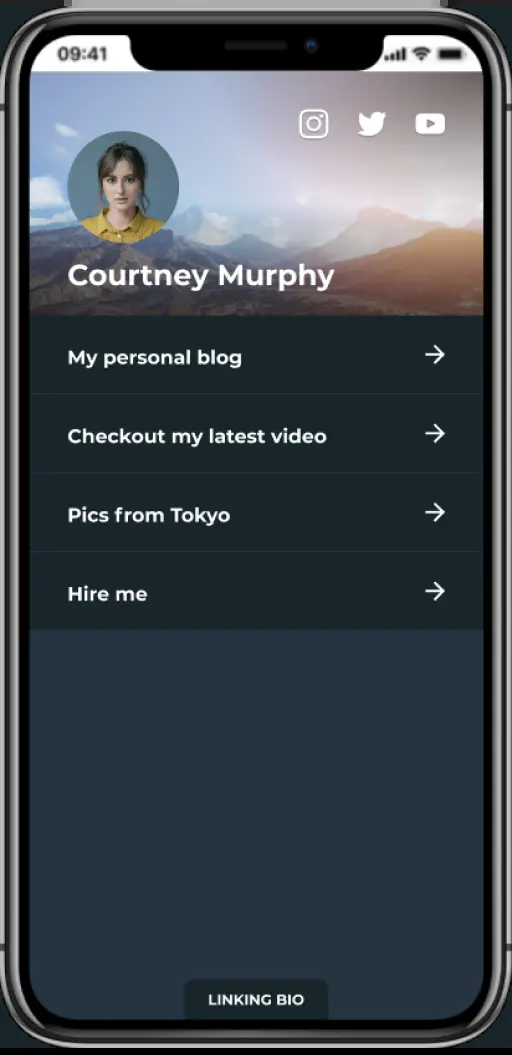 09:41
Courtney Murphy
My personal blog
Checkout my latest video
Pics from Tokyo
Hire me
LINKING BIO